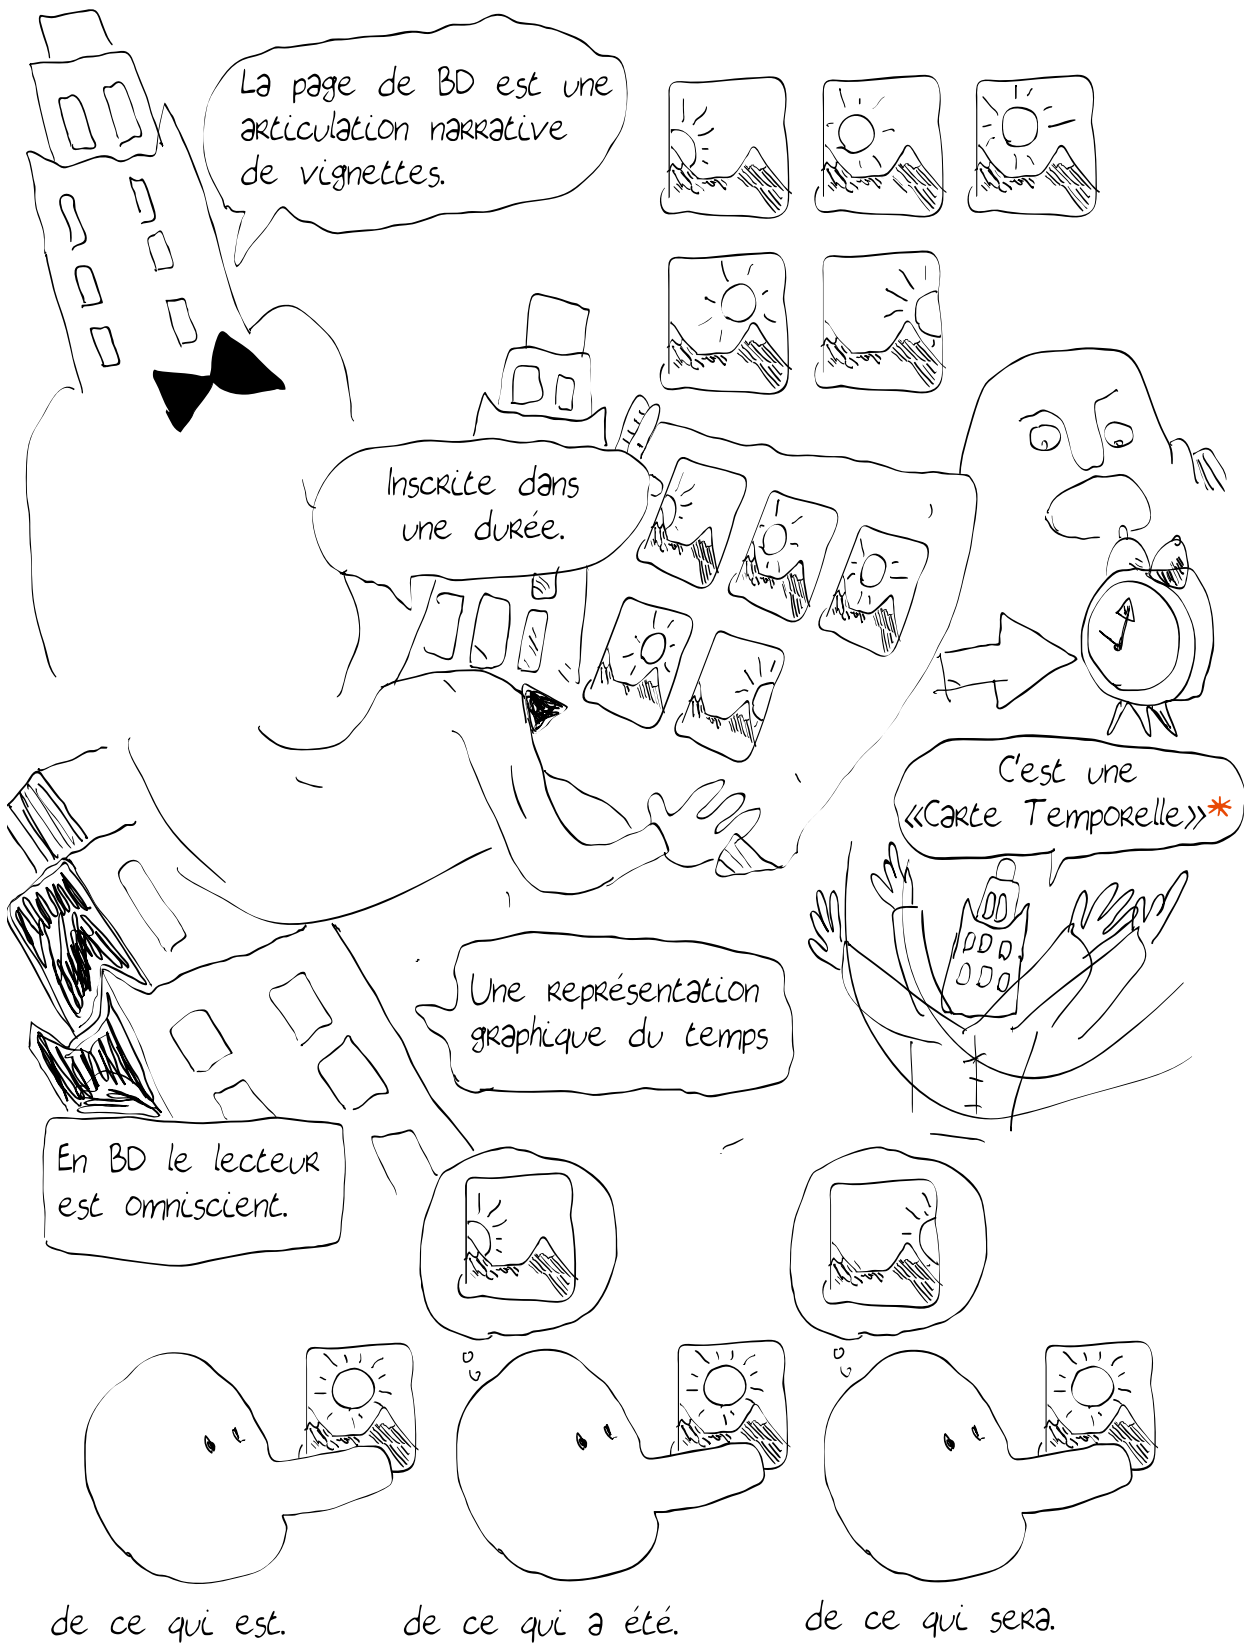 La page de BD est une
articulation narrative
de vignettes.
Inscrite dans
une durée.
C'est une
«Carte Temporelle»*
Une représentation
graphique du temps
En BD le lecteur
est omniscient.
de ce qui est.
de ce qui a été.
de ce qui sera.